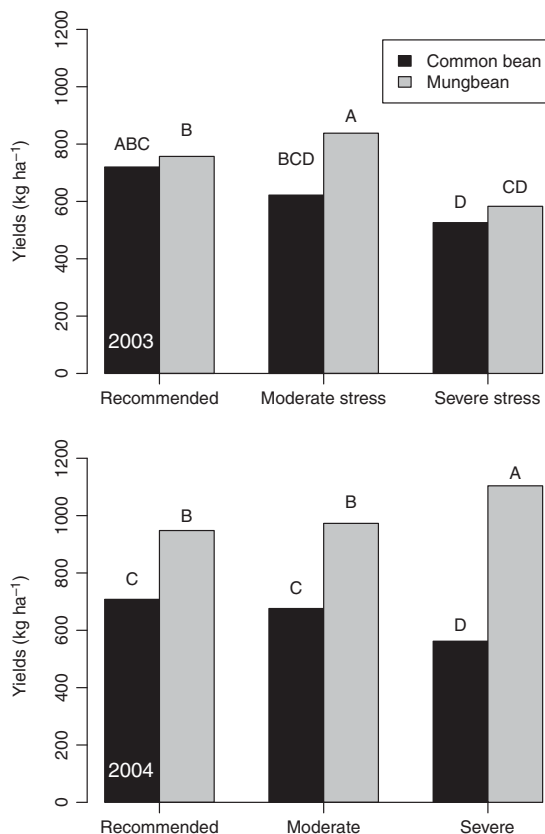 1200
1000
800
600
400
200
0
Yields (kg ha⁻¹)
Common bean
Mungbean
ABC
B
BCD
A
D
CD
2003
Recommended
Moderate stress
Severe stress
1200
1000
800
600
400
200
0
Yields (kg ha⁻¹)
C
B
C
B
D
A
2004
Recommended
Moderate
Severe